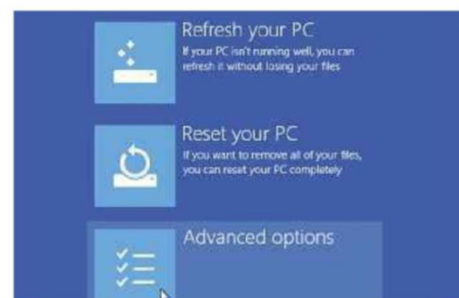 Refresh your PC
If your PC isn't running well, you can
refresh it without losing your files
Reset your PC
If you want to remove all of your files,
you can reset your PC completely
Advanced options